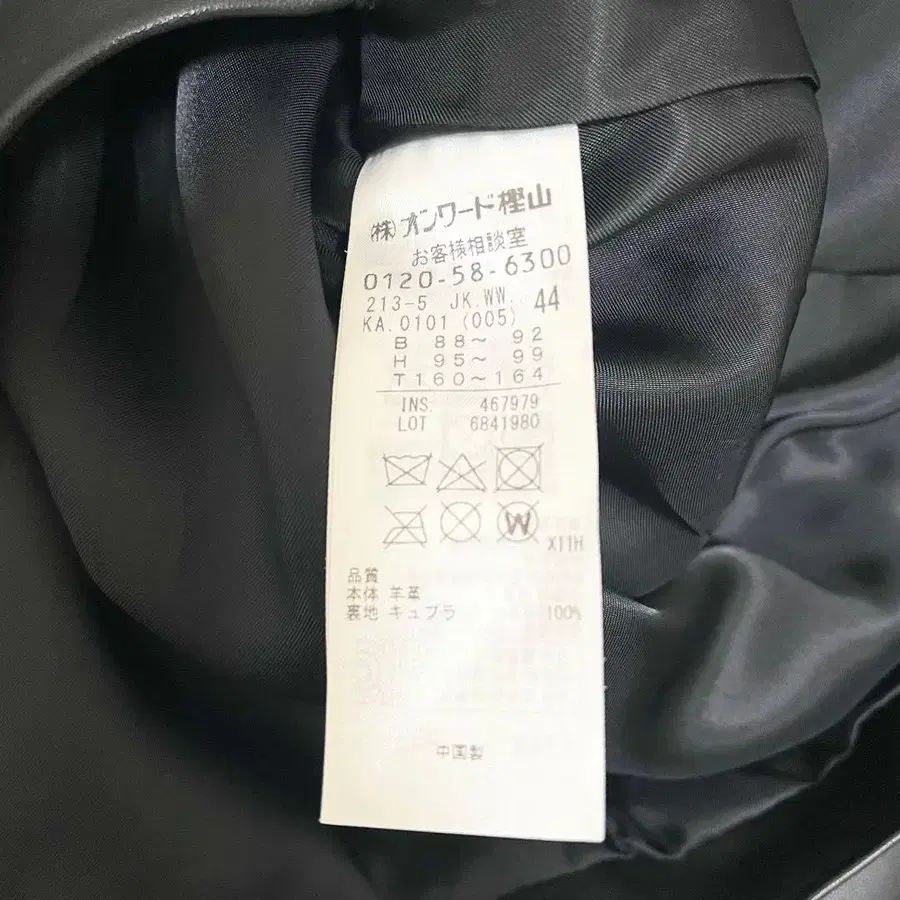 (株)オンワード樫山
お客様相談室
0120-58-6300
213-5 JK.WW. 44
KA.0101 (005)
B 88～ 92
H 95～ 99
T160～164
INS. 467979
LOT 6841980
W
X11H
品質
本体 羊革
裏地 キュプラ 100%
中国製